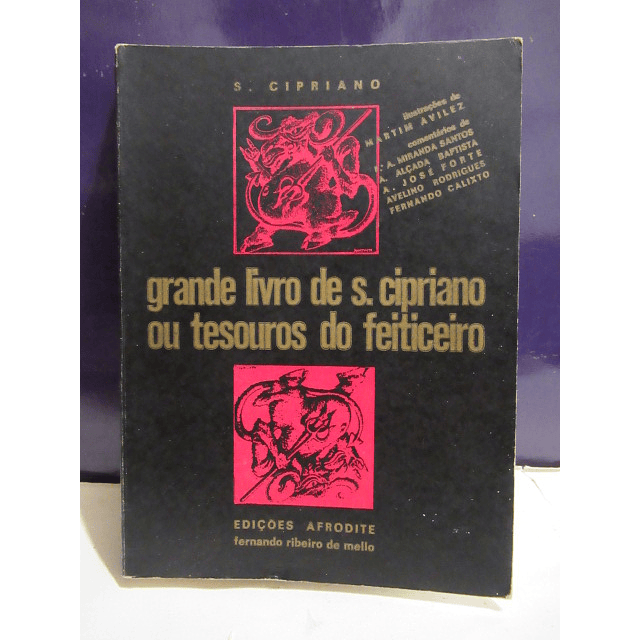 S. CIPRIANO
ilustrações de
MARTIM AVILEZ
comentários de
A. MIRANDA SANTOS
A. ALÇADA BAPTISTA
A. JOSÉ FORTE
AVELINO RODRIGUES
FERNANDO CALIXTO
grande livro de s. cipriano
ou tesouros do feiticeiro
EDIÇÕES AFRODITE
fernando ribeiro de mello